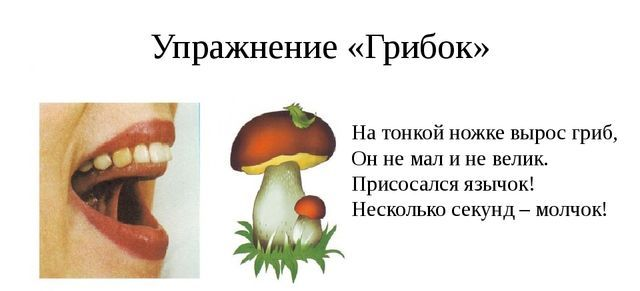 Упражнение «Грибок»
На тонкой ножке вырос гриб,
Он не мал и не велик.
Присосался язычок!
Несколько секунд – молчок!